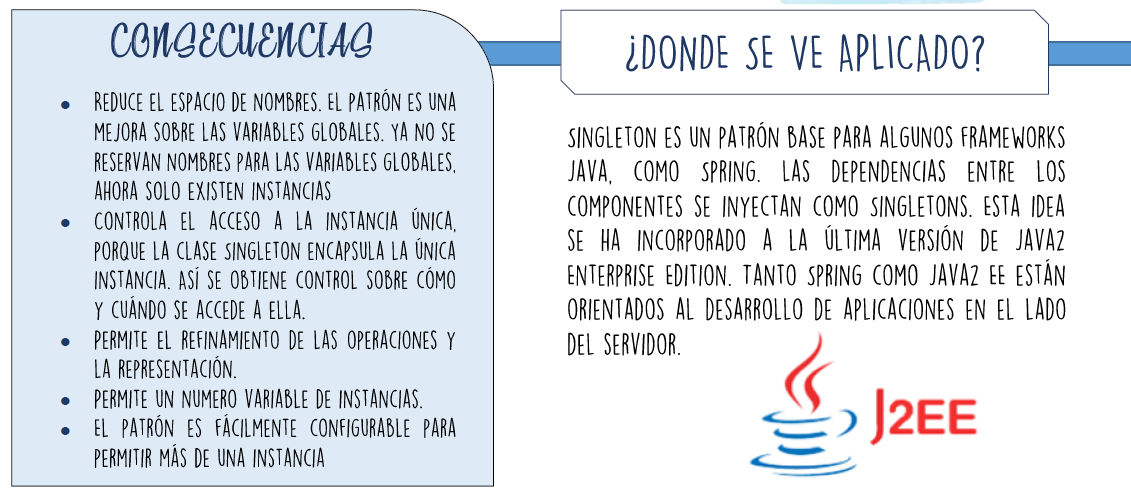 CONSECUENCIAS
● REDUCE EL ESPACIO DE NOMBRES. EL PATRÓN ES UNA
MEJORA SOBRE LAS VARIABLES GLOBALES. YA NO SE
RESERVAN NOMBRES PARA LAS VARIABLES GLOBALES,
AHORA SOLO EXISTEN INSTANCIAS
● CONTROLA EL ACCESO A LA INSTANCIA ÚNICA,
PORQUE LA CLASE SINGLETON ENCAPSULA LA ÚNICA
INSTANCIA. ASÍ SE OBTIENE CONTROL SOBRE CÓMO
Y CUÁNDO SE ACCEDE A ELLA.
● PERMITE EL REFINAMIENTO DE LAS OPERACIONES Y
LA REPRESENTACIÓN.
● PERMITE UN NUMERO VARIABLE DE INSTANCIAS.
● EL PATRÓN ES FÁCILMENTE CONFIGURABLE PARA
PERMITIR MÁS DE UNA INSTANCIA
¿DONDE SE VE APLICADO?
SINGLETON ES UN PATRÓN BASE PARA ALGUNOS FRAMEWORKS
JAVA, COMO SPRING. LAS DEPENDENCIAS ENTRE LOS
COMPONENTES SE INYECTAN COMO SINGLETONS. ESTA IDEA
SE HA INCORPORADO A LA ÚLTIMA VERSIÓN DE JAVA2
ENTERPRISE EDITION. TANTO SPRING COMO JAVA2 EE ESTÁN
ORIENTADOS AL DESARROLLO DE APLICACIONES EN EL LADO
DEL SERVIDOR.
J2EE